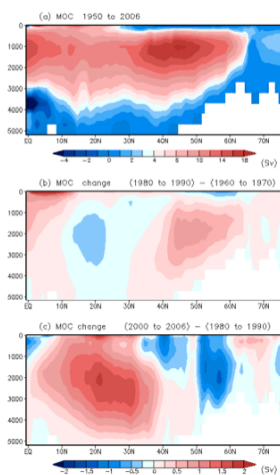 (a) MOC 1950 to 2006
1000
2000
3000
4000
5000
EQ 10N 20N 30N 40N 50N 60N 70N
-4 -2 0 2 4 6 10 14 18 (Sv)
(b) MOC change (1980 to 1990) - (1960 to 1970)
0
1000
2000
3000
4000
5000
EQ 10N 20N 30N 40N 50N 60N 70N
(c) MOC change (2000 to 2006) - (1980 to 1990)
0
1000
2000
3000
4000
5000
EQ 10N 20N 30N 40N 50N 60N 70N
-2 -1.5 -1 -0.5 0 0.5 1 1.5 2 (Sv)